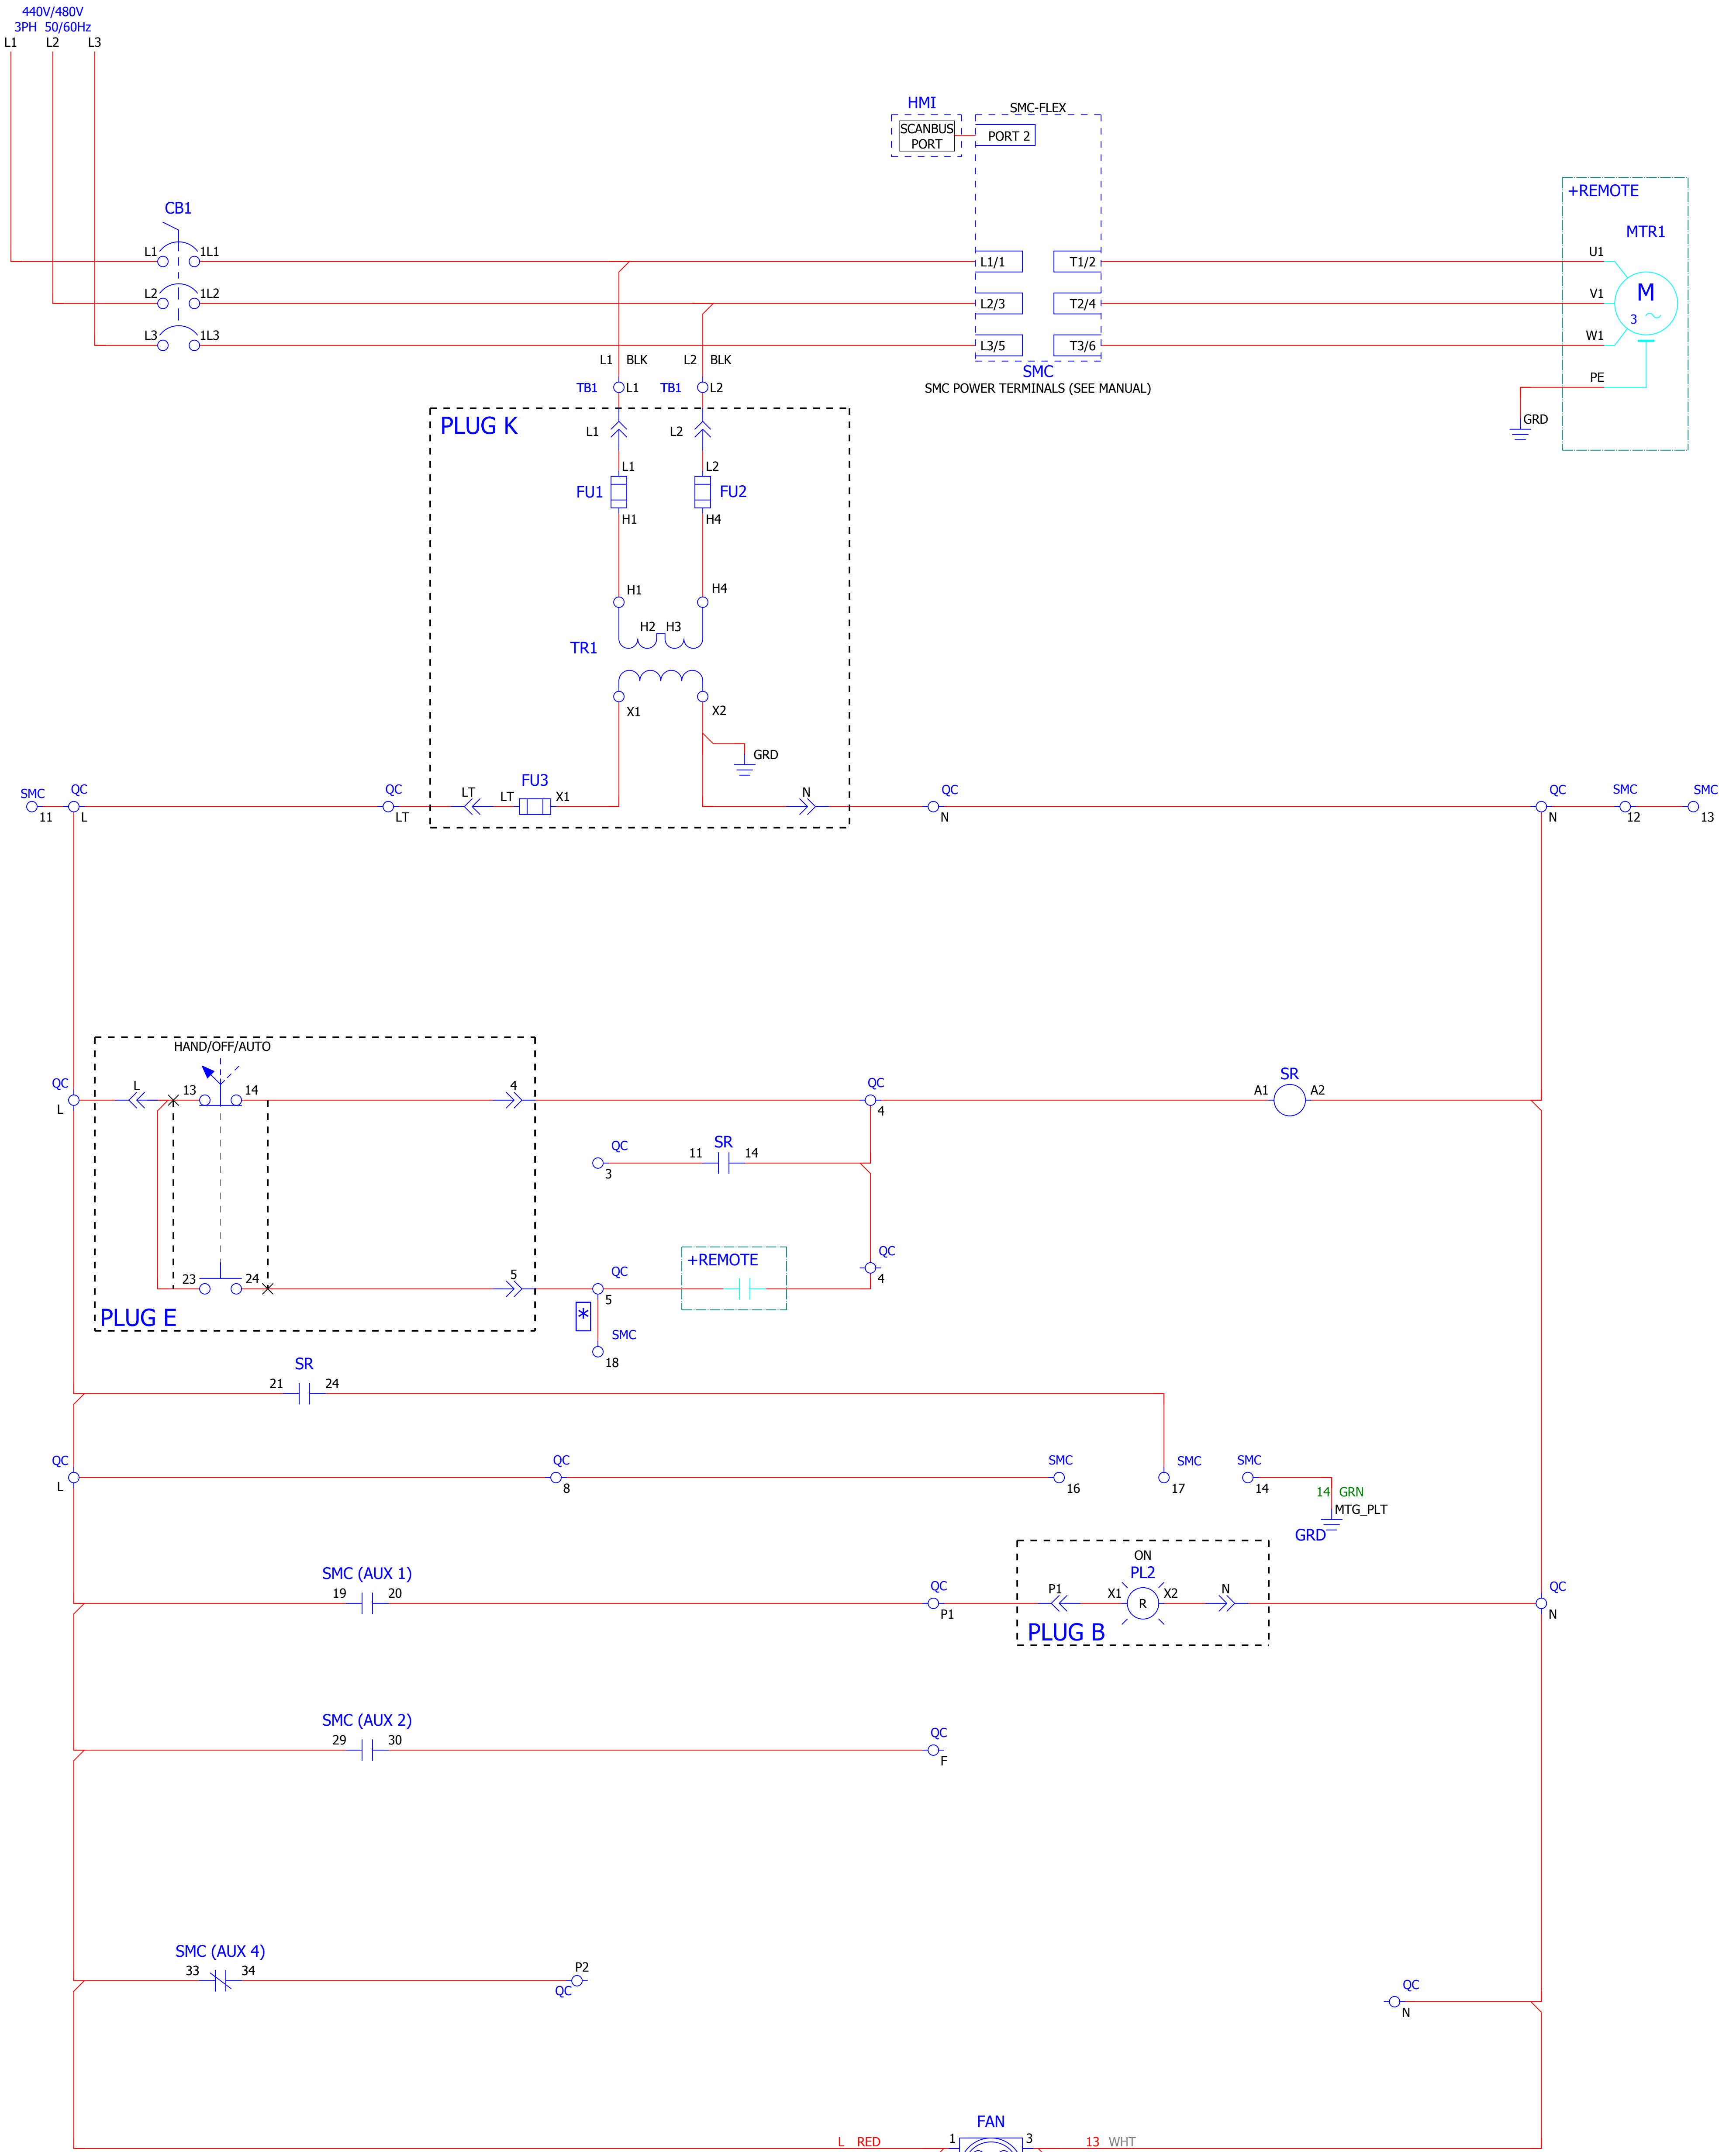 440V/480V
3PH 50/60Hz
L1 L2 L3
HMI
SMC-FLEX
SCANBUS
PORT
PORT 2
+REMOTE
CB1
MTR1
L1 1L1
L1/1 T1/2
U1
L2 1L2
L2/3 T2/4
V1
M
3
L3 1L3
L3/5 T3/6
W1
L1 BLK L2 BLK
SMC
PE
TB1 L1 TB1 L2
SMC POWER TERMINALS (SEE MANUAL)
PLUG K
L1 L2
GRD
L1 L2
FU1 FU2
H1 H4
H1 H4
H2 H3
TR1
X1 X2
GRD
FU3
SMC QC QC LT LT X1 N QC QC SMC SMC
11 L LT N N 12 13
HAND/OFF/AUTO
QC L 13 14 4 QC SR
L 4 A1 A2
QC SR
11 14
3
+REMOTE
QC
4
23 24 5 QC
5
PLUG E
*
SMC
18
SR
21 24
QC QC SMC SMC SMC
L 8 16 17 14
14 GRN
MTG_PLT
GRD
ON
SMC (AUX 1)
PL2
19 20 QC P1 X1 X2 N QC
R
P1 N
PLUG B
SMC (AUX 2)
29 30 QC
F
SMC (AUX 4)
33 34 P2
QC
QC
N
FAN
L RED 1 3 13 WHT